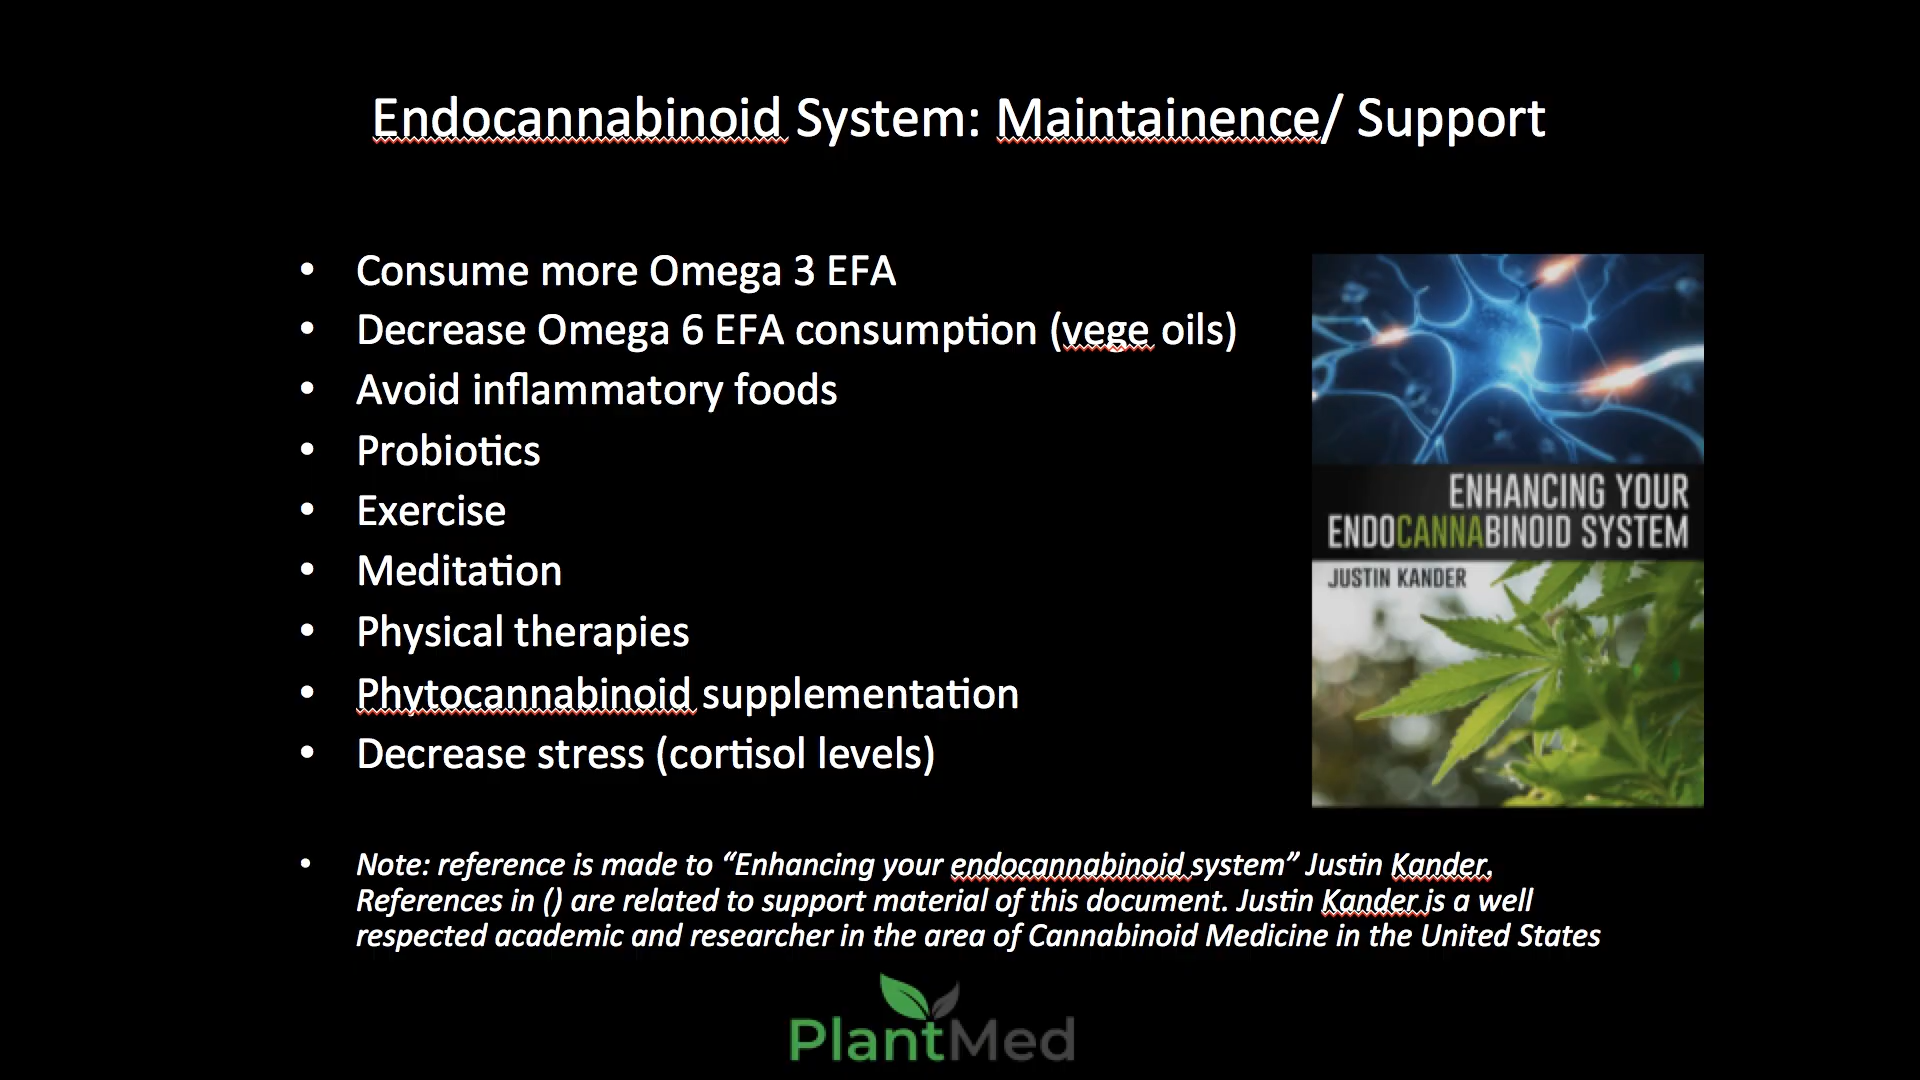 Endocannabinoid System: Maintainence/ Support
• Consume more Omega 3 EFA
• Decrease Omega 6 EFA consumption (vege oils)
• Avoid inflammatory foods
• Probiotics
• Exercise
• Meditation
• Physical therapies
• Phytocannabinoid supplementation
• Decrease stress (cortisol levels)
ENHANCING YOUR
ENDOCANNABINOID SYSTEM
JUSTIN KANDER
• Note: reference is made to “Enhancing your endocannabinoid system” Justin Kander.
References in () are related to support material of this document. Justin Kander is a well
respected academic and researcher in the area of Cannabinoid Medicine in the United States
PlantMed